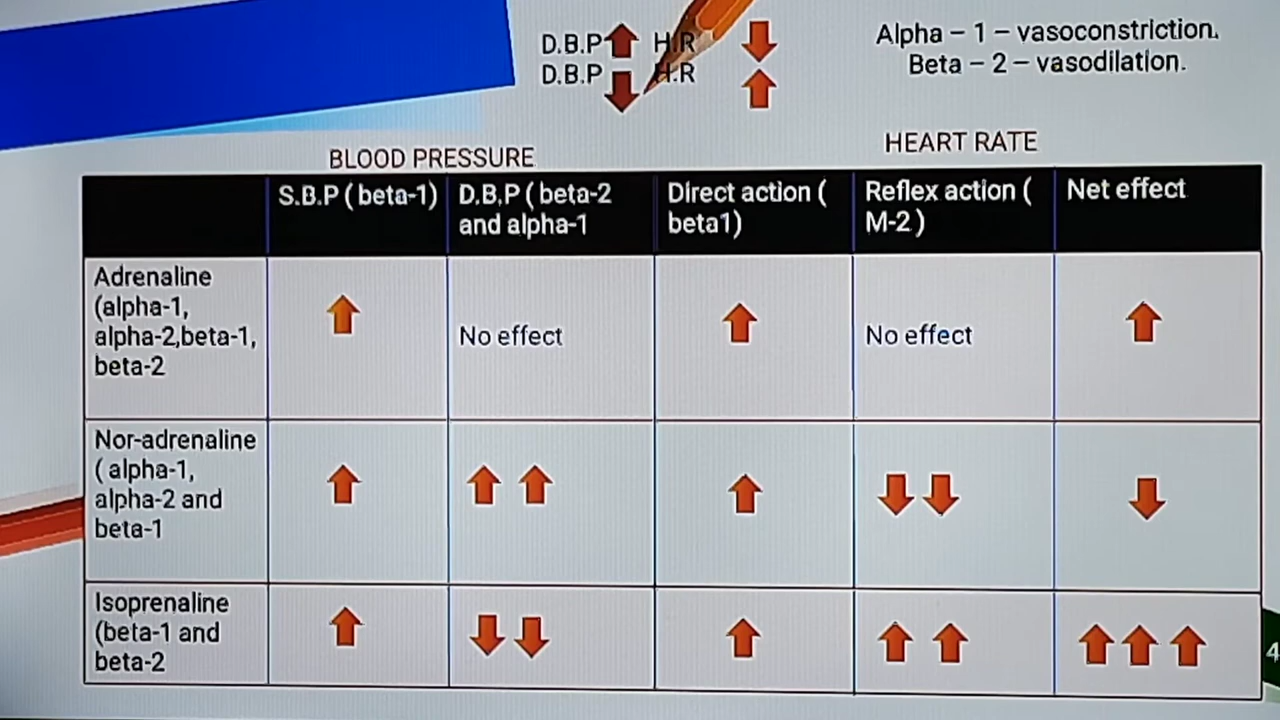 D.B.P H.R
D.B.P H.R
Alpha – 1 – vasoconstriction.
Beta – 2 – vasodilation.
BLOOD PRESSURE
HEART RATE
S.B.P ( beta-1)
D.B.P ( beta-2
and alpha-1
Direct action (
beta1)
Reflex action (
M-2 )
Net effect
Adrenaline
(alpha-1,
alpha-2,beta-1,
beta-2
No effect
No effect
Nor-adrenaline
( alpha-1,
alpha-2 and
beta-1
Isoprenaline
(beta-1 and
beta-2
4